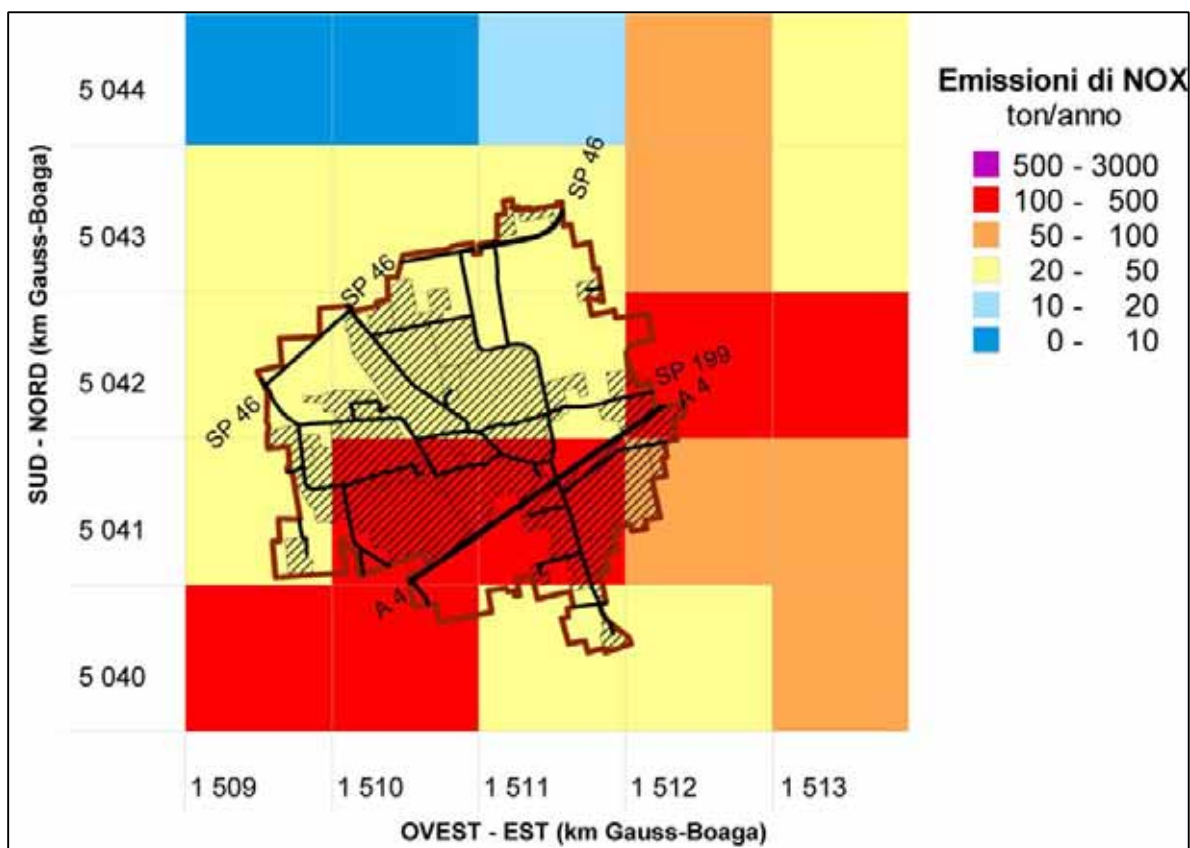 Emissioni di NOX
ton/anno
500 - 3000
100 - 500
50 - 100
20 - 50
10 - 20
0 - 10
SUD - NORD (km Gauss-Boaga)
5 044
5 043
5 042
5 041
5 040
SP 46
SP 46
SP 46
SP 199
A 4
A 4
1 509
1 510
1 511
1 512
1 513
OVEST - EST (km Gauss-Boaga)